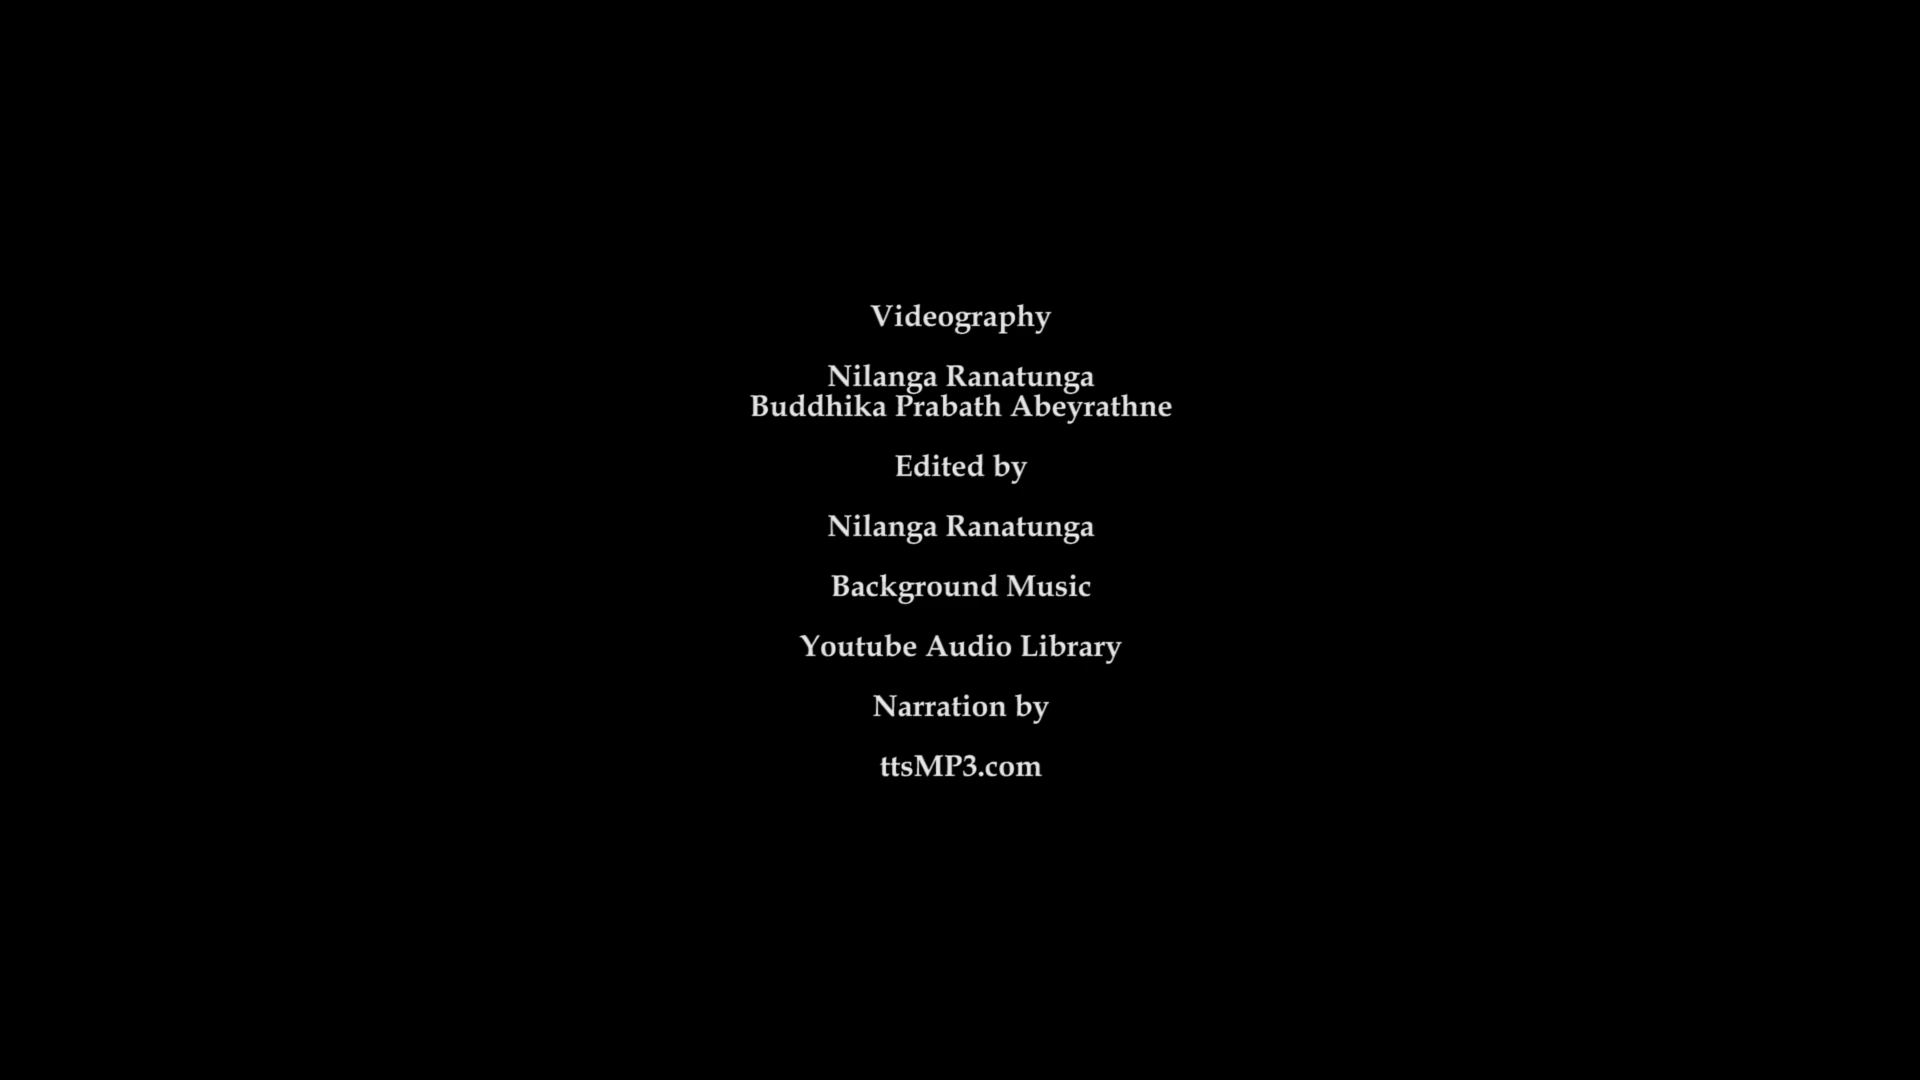 Videography
Nilanga Ranatunga
Buddhika Prabath Abeyrathne
Edited by
Nilanga Ranatunga
Background Music
Youtube Audio Library
Narration by
ttsMP3.com